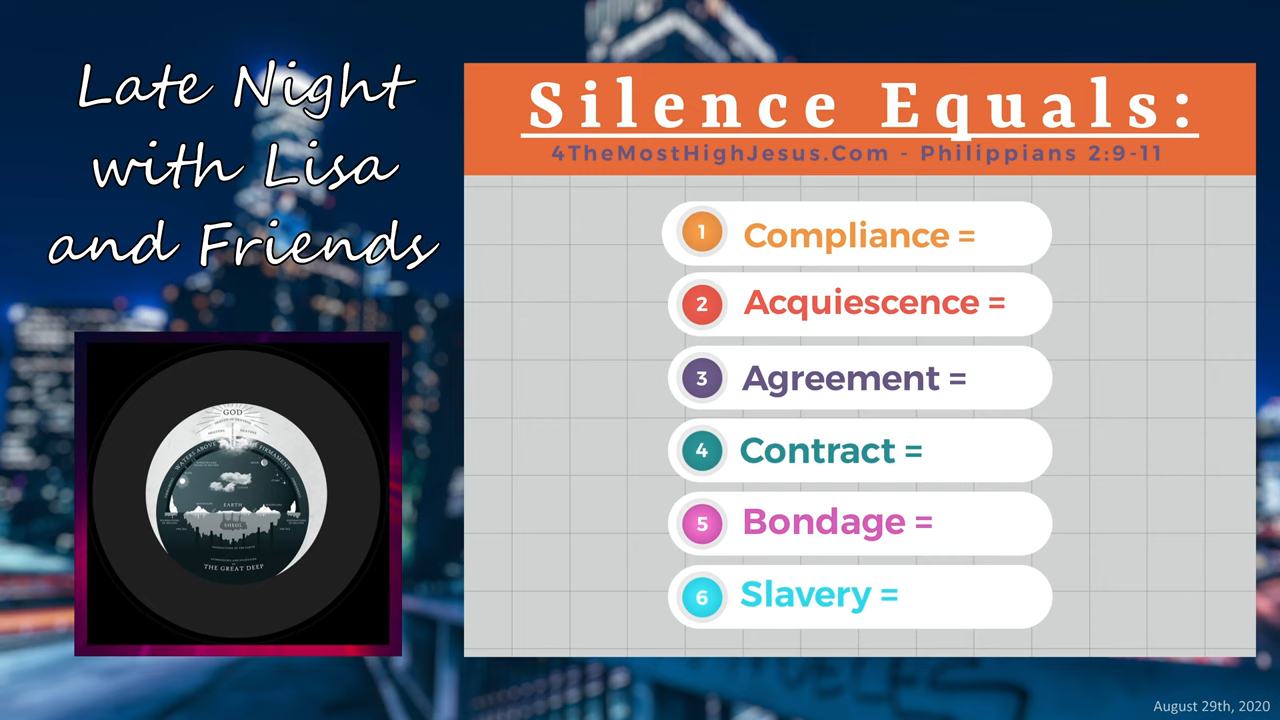 Late Night
with Lisa
and Friends
Silence Equals:
4TheMostHighJesus.Com - Philippians 2:9-11
1 Compliance =
2 Acquiescence =
3 Agreement =
4 Contract =
5 Bondage =
6 Slavery =
GOD
WATERS ABOVE THE FIRMAMENT
EARTH
SHEOL
THE GREAT DEEP
August 29th, 2020